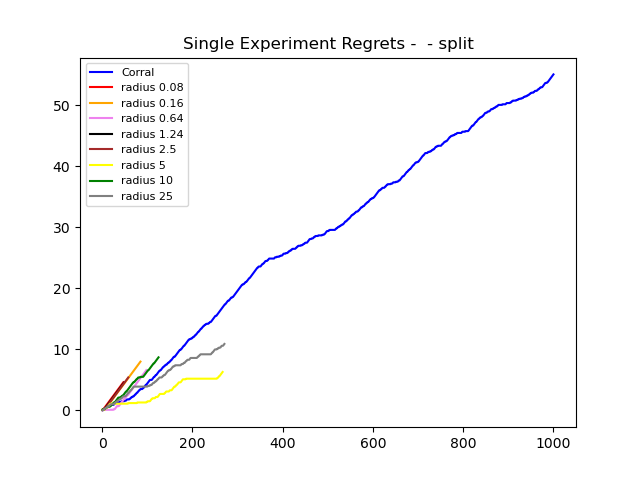 Single Experiment Regrets -  - split
Corral
radius 0.08
radius 0.16
radius 0.64
radius 1.24
radius 2.5
radius 5
radius 10
radius 25
50
40
30
20
10
0
0 200 400 600 800 1000